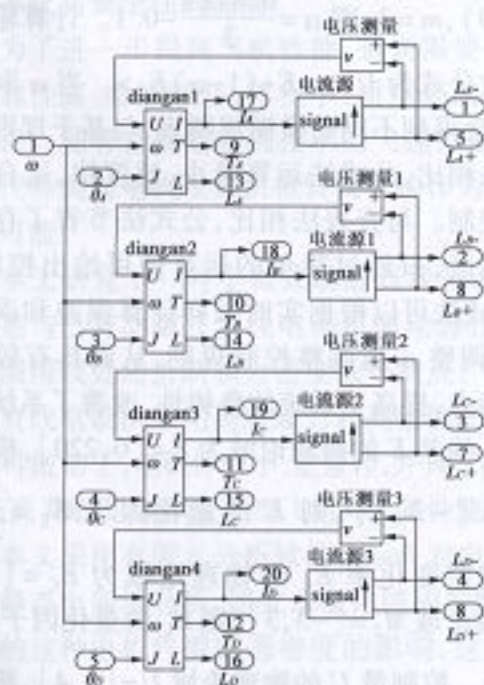 电压测量
v + −
diangan1
17
I_A
电流源
signal
L_A-
1
5
L_A+
U I
ω T
J L
1
ω
9
T_A
2
θ_A
13
L_A
电压测量1
v + −
diangan2
18
I_B
电流源1
signal
L_B-
2
8
L_B+
U I
ω T
J L
10
T_B
3
θ_B
14
L_B
电压测量2
v + −
diangan3
19
I_C
电流源2
signal
L_C-
3
7
L_C+
U I
ω T
J L
11
T_C
4
θ_C
15
L_C
电压测量3
v + −
diangan4
20
I_D
电流源3
signal
L_D-
4
8
L_D+
U I
ω T
J L
12
T_D
5
θ_D
16
L_D